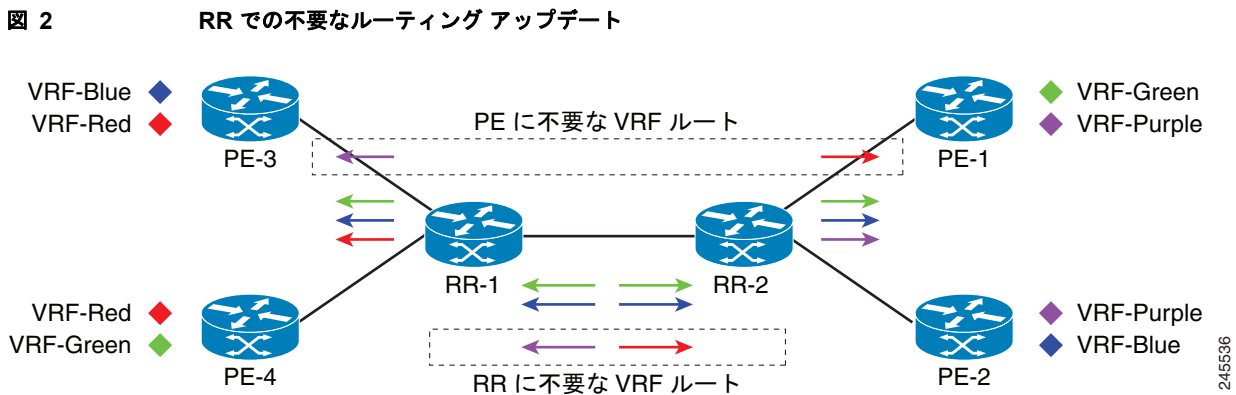 図 2 RR での不要なルーティング アップデート
VRF-Blue
VRF-Red
PE-3
PE に不要な VRF ルート
VRF-Green
VRF-Purple
PE-1
RR-1
RR-2
VRF-Red
VRF-Green
PE-4
RR に不要な VRF ルート
VRF-Purple
VRF-Blue
PE-2
245536